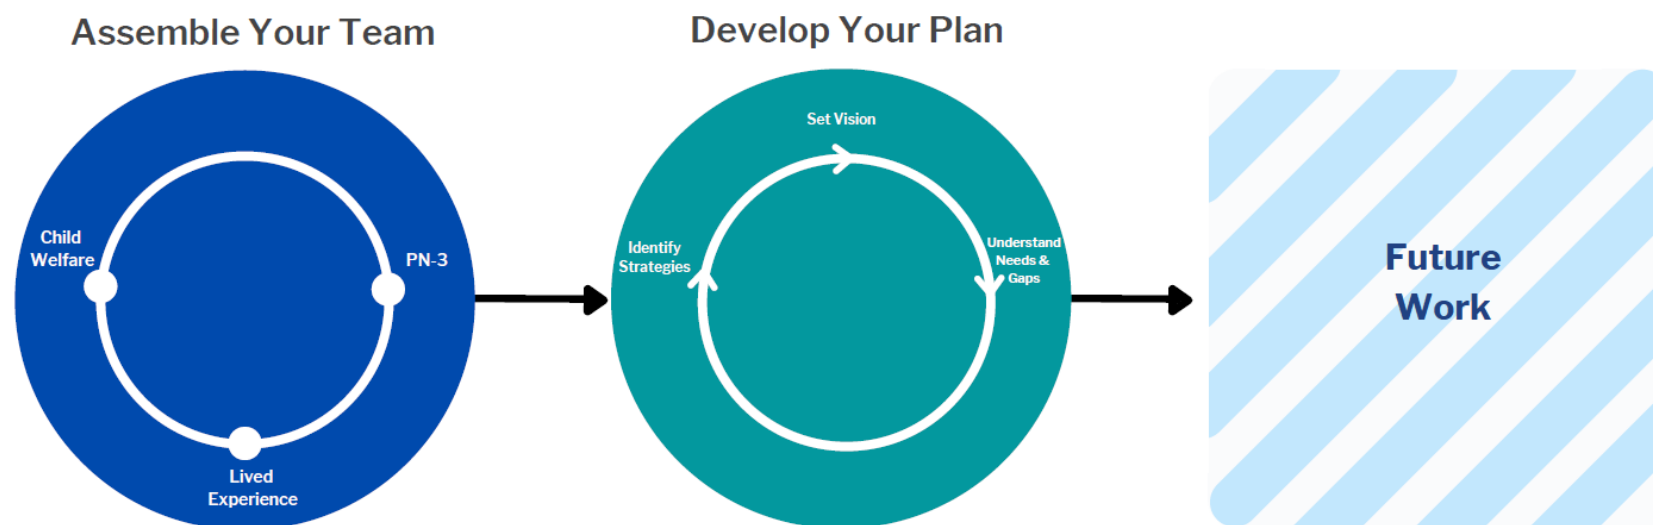 Assemble Your Team
Develop Your Plan
Child
Welfare
PN-3
Lived
Experience
Set Vision
Understand
Needs &
Gaps
Identify
Strategies
Future
Work